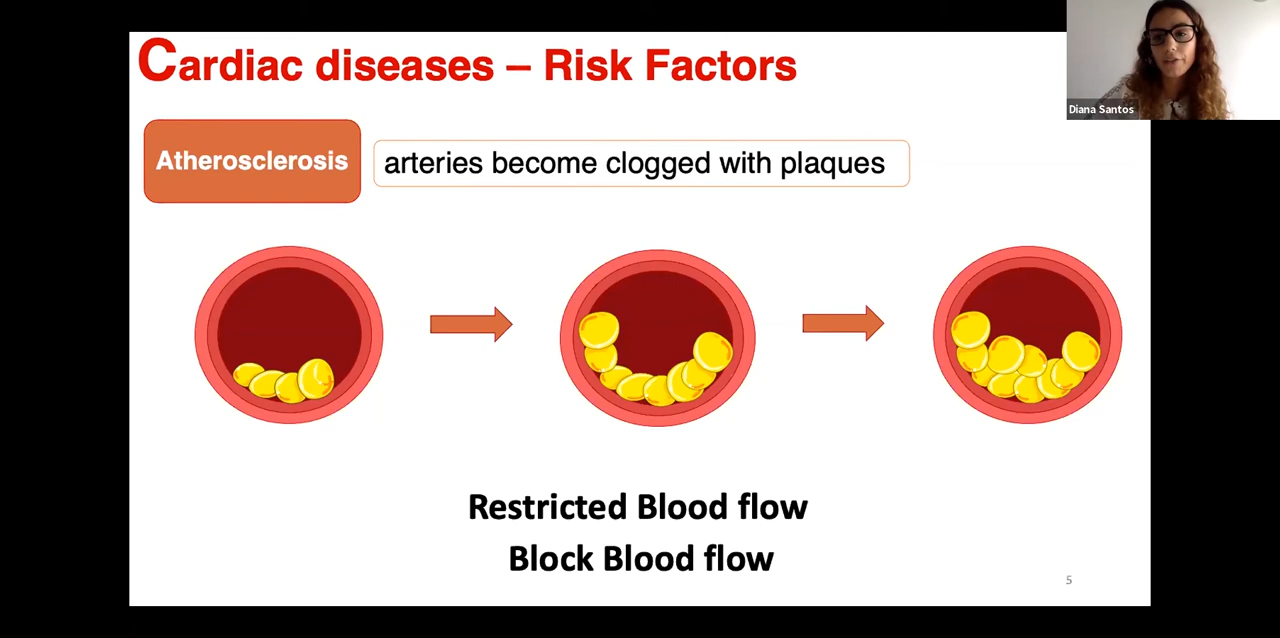 Cardiac diseases – Risk Factors
Diana Santos
Atherosclerosis
arteries become clogged with plaques
Restricted Blood flow
Block Blood flow
5